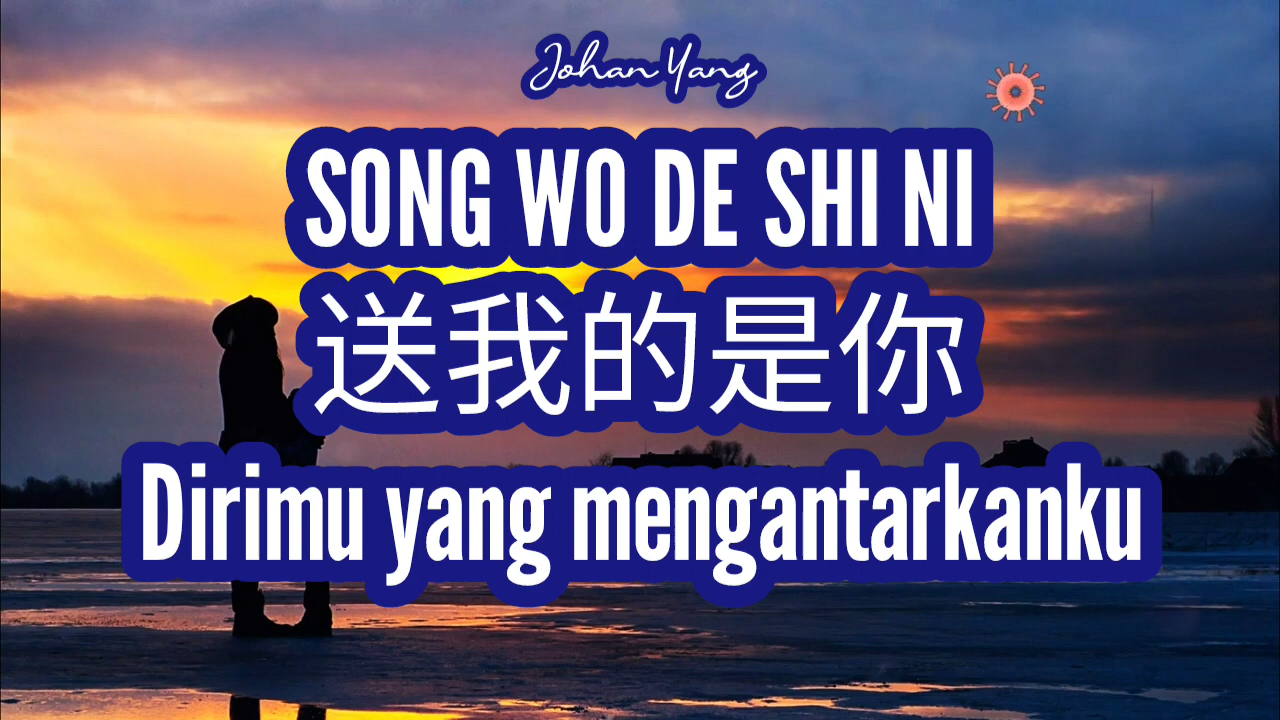 Johan Yang
SONG WO DE SHI NI
送我的是你
Dirimu yang mengantarkanku